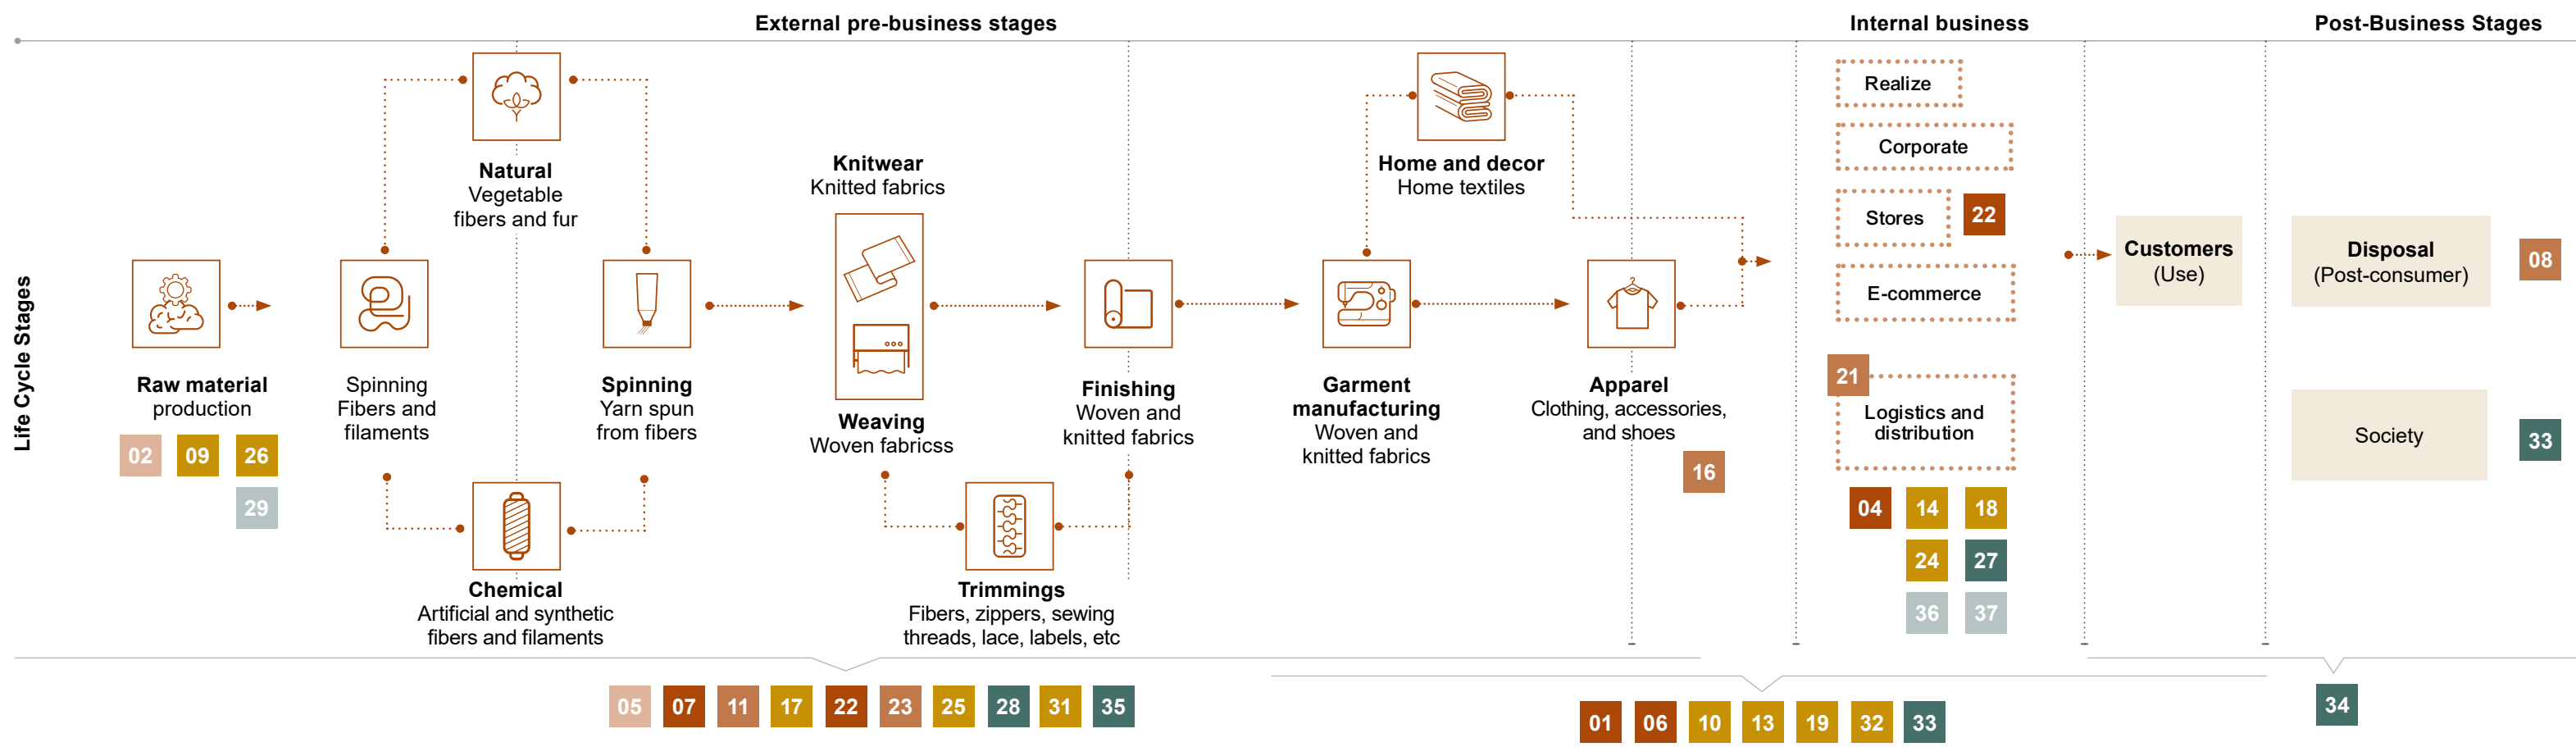 External pre-business stages
Internal business
Post-Business Stages
Life Cycle Stages
Raw material
production
02 09 26
29
Spinning
Fibers and
filaments
Natural
Vegetable
fibers and fur
Chemical
Artificial and synthetic
fibers and filaments
Spinning
Yarn spun
from fibers
Knitwear
Knitted fabrics
Weaving
Woven fabricss
Trimmings
Fibers, zippers, sewing
threads, lace, labels, etc
Finishing
Woven and
knitted fabrics
Garment
manufacturing
Woven and
knitted fabrics
Home and decor
Home textiles
Apparel
Clothing, accessories,
and shoes
16
Realize
Corporate
Stores
22
E-commerce
21
Logistics and
distribution
04 14 18
24 27
36 37
Customers
(Use)
Disposal
(Post-consumer)
08
Society
33
05 07 11 17 22 23 25 28 31 35
01 06 10 13 19 32 33
34